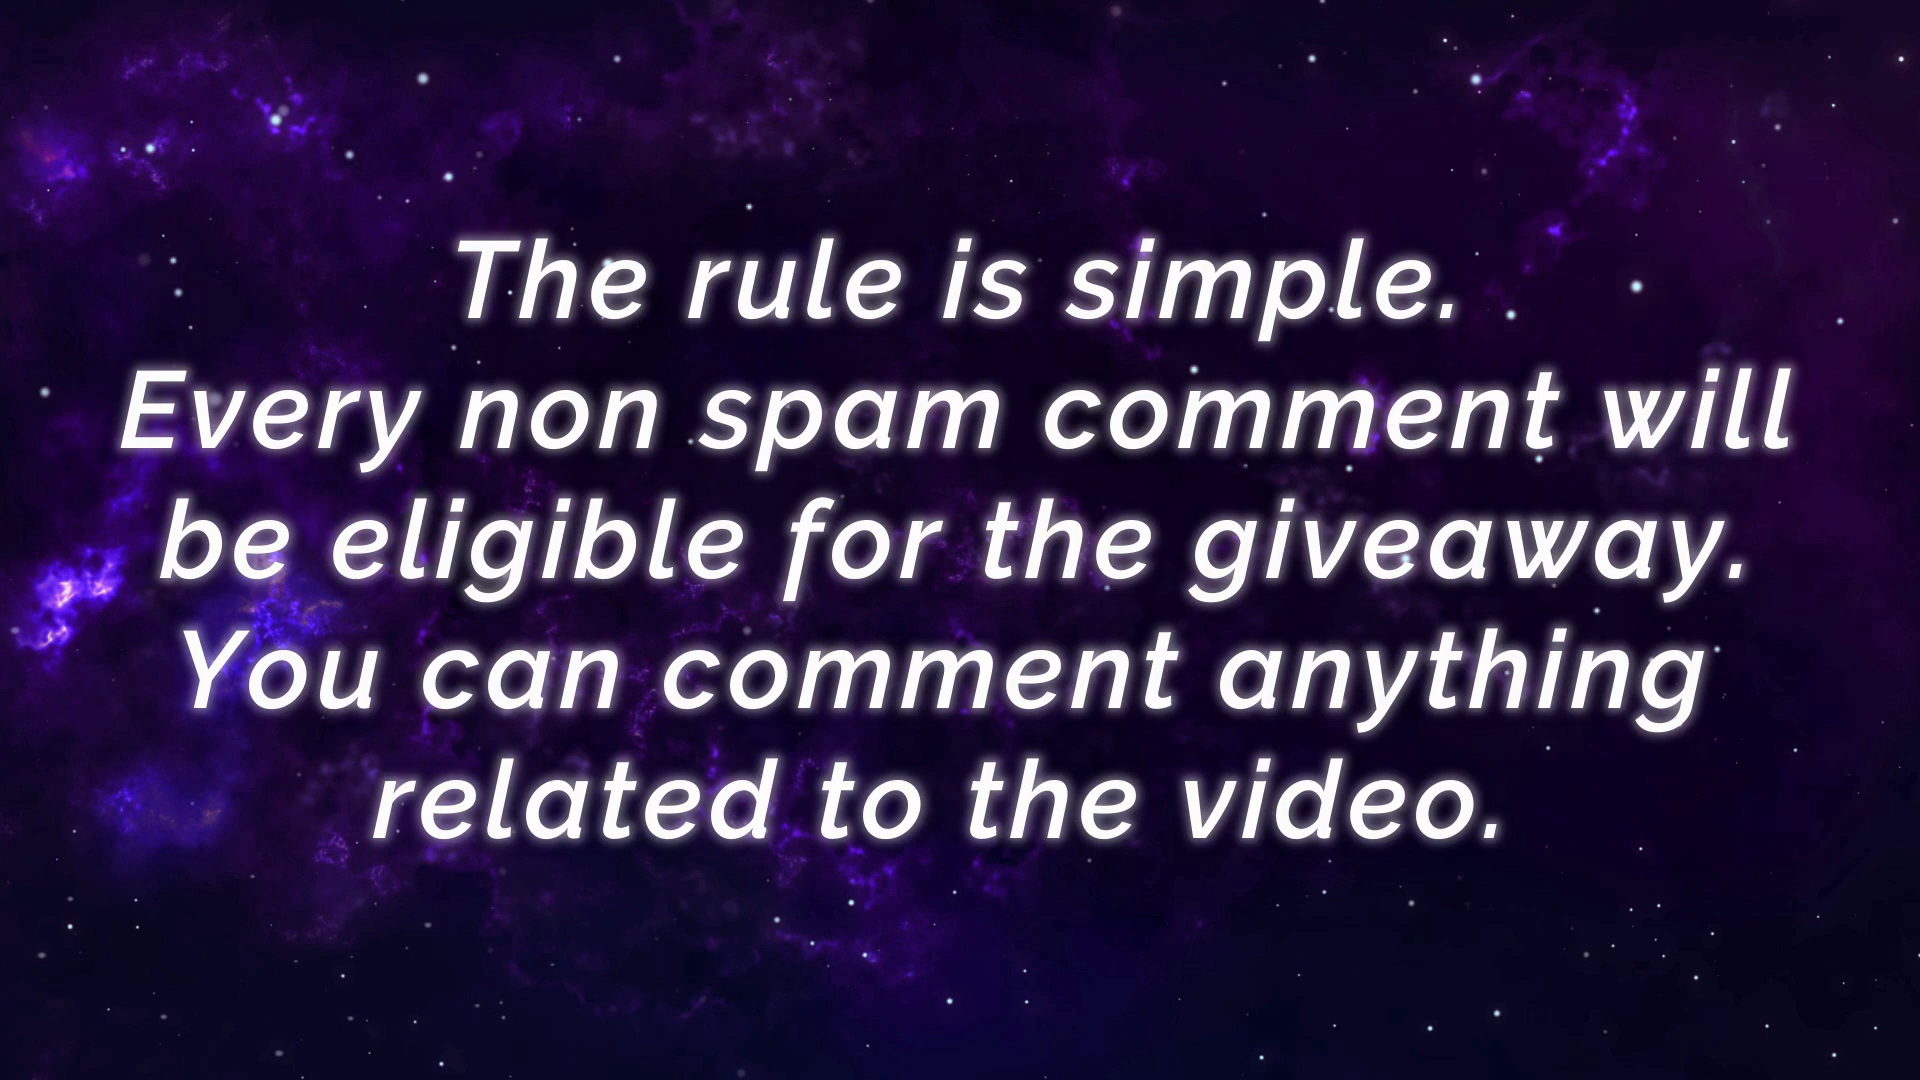 The rule is simple.
Every non spam comment will
be eligible for the giveaway.
You can comment anything
related to the video.